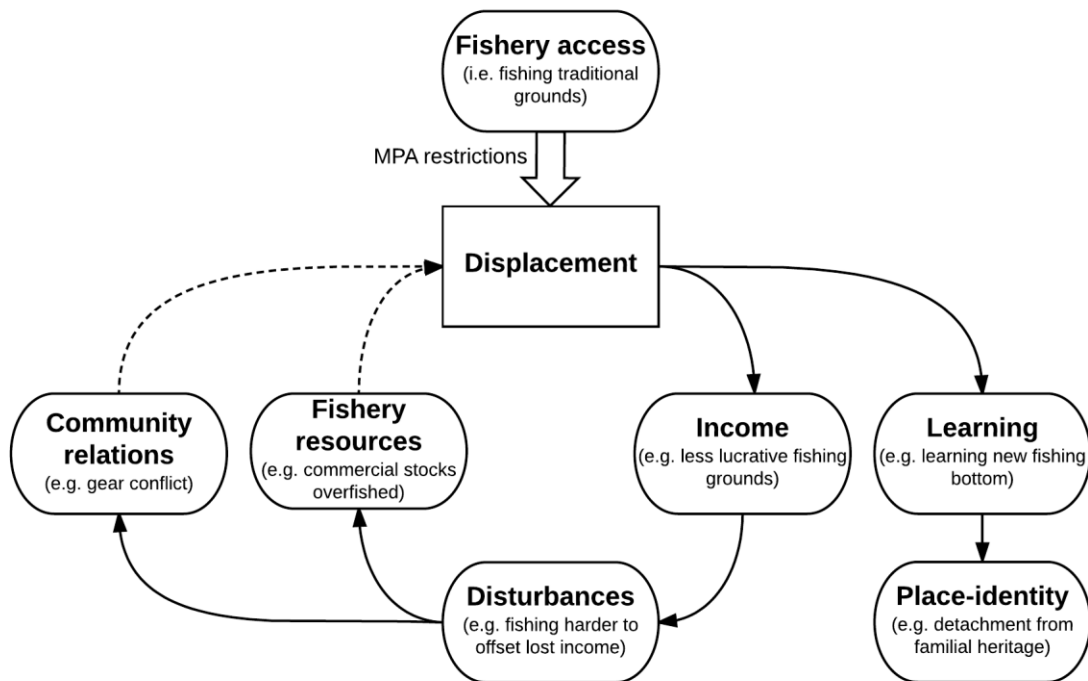 Fishery access
(i.e. fishing traditional
grounds)
MPA restrictions
Displacement
Community
relations
(e.g. gear conflict)
Fishery
resources
(e.g. commercial stocks
overfished)
Income
(e.g. less lucrative fishing
grounds)
Learning
(e.g. learning new fishing
bottom)
Disturbances
(e.g. fishing harder to
offset lost income)
Place-identity
(e.g. detachment from
familial heritage)